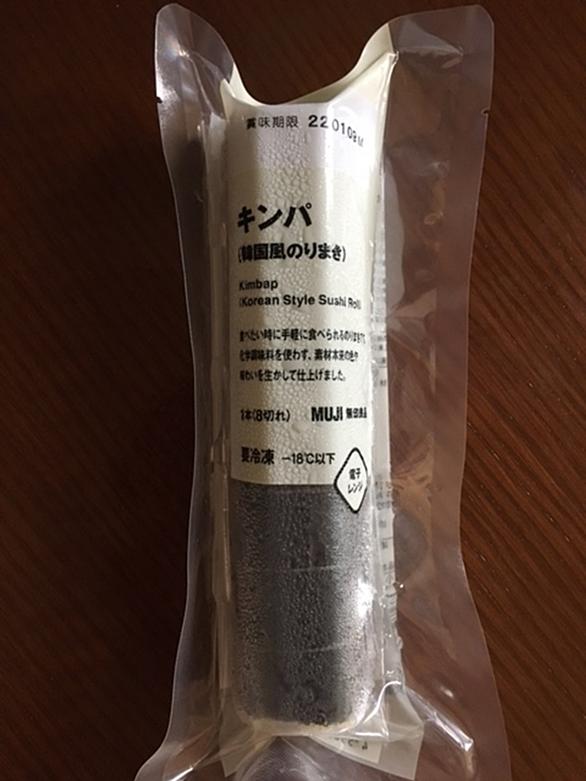 賞味期限 220109
キンパ
(韓国風のりまき)
Kimbap
(Korean Style Sushi Roll)
食べたい時に手軽に食べられるのりまきです。
化学調味料を使わず、素材本来の色や
味わいを生かして仕上げました。
1本(8切れ) MUJI 無印良品
要冷凍 −18℃以下
電子
レンジ